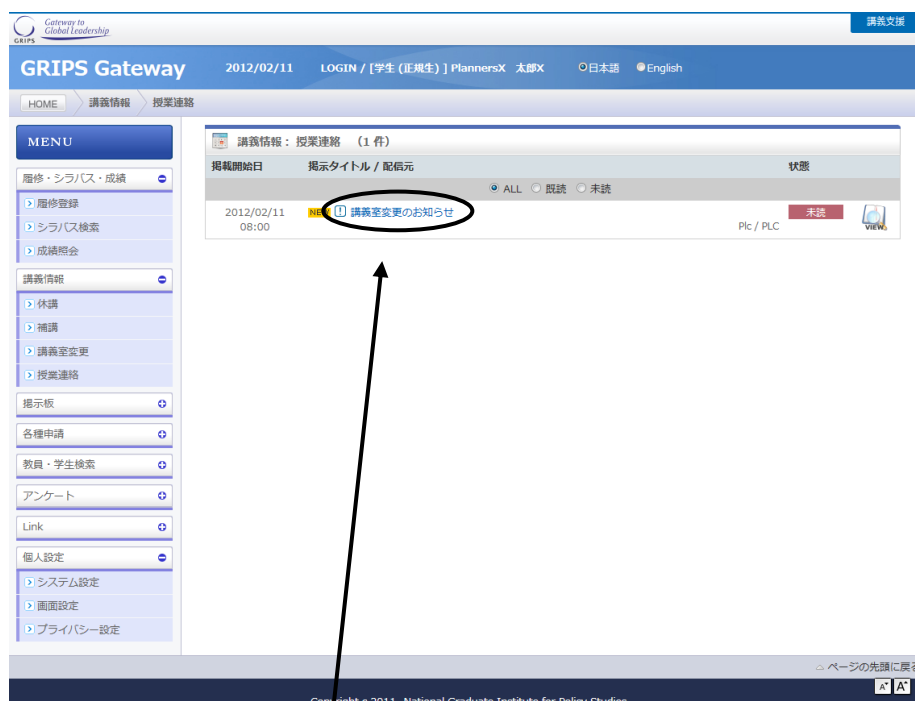 Gateway to
Global Leadership
GRIPS
講義支援
GRIPS Gateway 2012/02/11 LOGIN / [学生 (正規生) ] PlannersX 太郎X 日本語 English
HOME 講義情報 授業連絡
MENU
履修・シラバス・成績
履修登録
シラバス検索
成績照会
講義情報
休講
補講
講義室変更
授業連絡
掲示板
各種申請
教員・学生検索
アンケート
Link
個人設定
システム設定
画面設定
プライバシー設定
講義情報： 授業連絡 （1 件）
掲載開始日 掲示タイトル / 配信元 状態
ALL 既読 未読
2012/02/11
08:00
NEW 講義室変更のお知らせ
未読
Plc / PLC
VIEW
ページの先頭に戻る
A A
Copyright c 2011 National Graduate Institute for Policy Studies